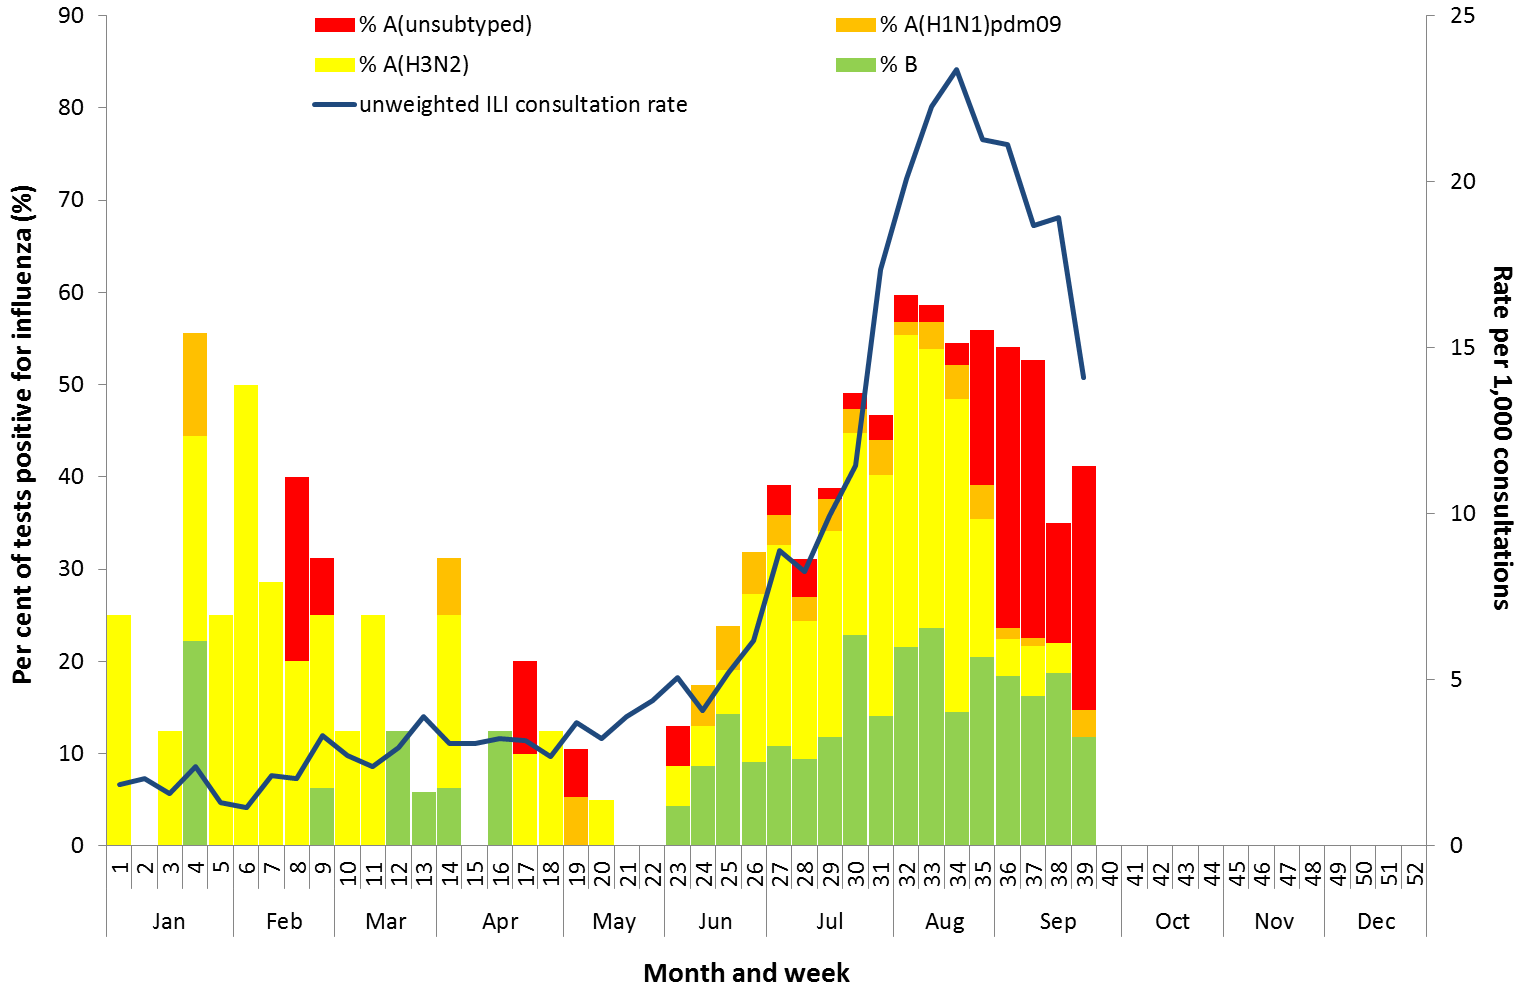 % A(unsubtyped)
% A(H1N1)pdm09
% A(H3N2)
% B
unweighted ILI consultation rate
Per cent of tests positive for influenza (%)
90
80
70
60
50
40
30
20
10
0
25
20
15
10
5
0
Rate per 1,000 consultations
1 2 3 4 5 6 7 8 9 10 11 12 13 14 15 16 17 18 19 20 21 22 23 24 25 26 27 28 29 30 31 32 33 34 35 36 37 38 39 40 41 42 43 44 45 46 47 48 49 50 51 52
Jan Feb Mar Apr May Jun Jul Aug Sep Oct Nov Dec
Month and week